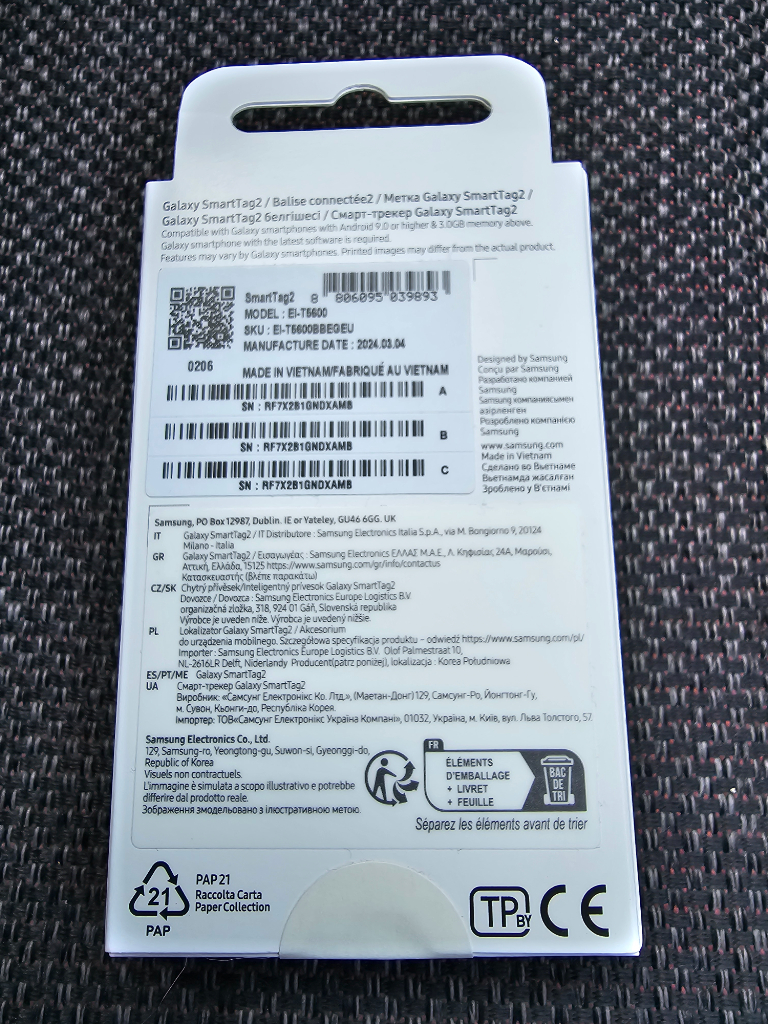 Galaxy SmartTag2 / Balise connectée2 / Метка Galaxy SmartTag2 /
Galaxy SmartTag2 белгішесі / Смарт-трекер Galaxy SmartTag2
Compatible with Galaxy smartphones with Android 9.0 or higher & 3.0GB memory above.
Galaxy smartphone with the latest software is required.
Features may vary by Galaxy smartphones. Printed images may differ from the actual product.
SmartTag2 8 806095 039893
MODEL : EI-T5600
SKU : EI-T5600BBEGEU
MANUFACTURE DATE : 2024.03.04
0206 MADE IN VIETNAM/FABRIQUÉ AU VIETNAM
A
SN : RF7X2B1GNDXAMB
B
SN : RF7X2B1GNDXAMB
C
SN : RF7X2B1GNDXAMB
Designed by Samsung
Conçu par Samsung
Разработано компанией
Samsung
Samsung компаниясымен
әзірленген
Розроблено компанією
Samsung
www.samsung.com
Made in Vietnam
Сделано во Вьетнаме
Вьетнамда жасалған
Зроблено у В'єтнамі
Samsung, PO Box 12987, Dublin. IE or Yateley, GU46 6GG. UK
IT Galaxy SmartTag2 / IT Distributore : Samsung Electronics Italia S.p.A., via M. Bongiorno 9, 20124
Milano - Italia
GR Galaxy SmartTag2 / Εισαγωγέας : Samsung Electronics ΕΛΛΑΣ Μ.Α.Ε., Λ. Κηφισίας, 24Α, Μαρούσι,
Αττική, Ελλάδα, 15125 https://www.samsung.com/gr/info/contactus
Κατασκευαστής (βλέπε παρακάτω)
CZ/SK Chytrý přívěsek/Inteligentný prívesok Galaxy SmartTag2
Dovozce / Dovozca : Samsung Electronics Europe Logistics B.V
organizačná zložka, 318, 924 01 Gáň, Slovenská republika
Výrobce je uveden níže. Výrobca je uvedený nižšie.
PL Lokalizator Galaxy SmartTag2 / Akcesorium
do urządzenia mobilnego. Szczegółowa specyfikacja produktu – odwiedź https://www.samsung.com/pl/
Importer : Samsung Electronics Europe Logistics B.V. Olof Palmestraat 10,
NL-2616LR Delft, Niderlandy Producent(patrz poniżej), lokalizacja : Korea Południowa
ES/PT/ME Galaxy SmartTag2
UA Смарт-трекер Galaxy SmartTag2
Виробник: «Самсунг Електронікс Ко. Лтд.», (Маетан-Донг) 129, Самсунг-Ро, Йонгтонг-Гу,
м. Сувон, Кьонги-до, Республіка Корея.
Імпортер: ТОВ«Самсунг Електронікс Україна Компані», 01032, Україна, м. Київ, вул. Льва Толстого, 57.
Samsung Electronics Co., Ltd.
129, Samsung-ro, Yeongtong-gu, Suwon-si, Gyeonggi-do,
Republic of Korea
Visuels non contractuels.
L'immagine è simulata a scopo illustrativo e potrebbe
differire dal prodotto reale.
Зображення змодельовано з ілюстративною метою.
FR
ÉLÉMENTS
D'EMBALLAGE
+ LIVRET
+ FEUILLE
BAC
DE
TRI
Séparez les éléments avant de trier
21
PAP
PAP 21
Raccolta Carta
Paper Collection
TP BY CE